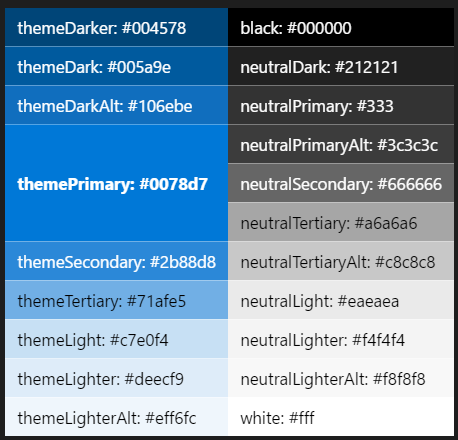 themeDarker: #004578
themeDark: #005a9e
themeDarkAlt: #106ebe
themePrimary: #0078d7
themeSecondary: #2b88d8
themeTertiary: #71afe5
themeLight: #c7e0f4
themeLighter: #deecf9
themeLighterAlt: #eff6fc
black: #000000
neutralDark: #212121
neutralPrimary: #333
neutralPrimaryAlt: #3c3c3c
neutralSecondary: #666666
neutralTertiary: #a6a6a6
neutralTertiaryAlt: #c8c8c8
neutralLight: #eaeaea
neutralLighter: #f4f4f4
neutralLighterAlt: #f8f8f8
white: #fff